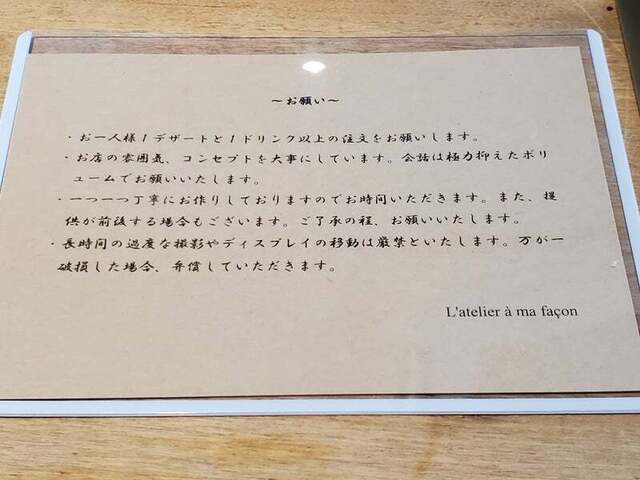 ～お願い～
・お一人様1デザートと1ドリンク以上の注文をお願いします。
・お店の雰囲気、コンセプトを大事にしています。会話は極力抑えたボリ
ュームでお願いいたします。
・一つ一つ丁寧にお作りしておりますのでお時間いただきます。また、提
供が前後する場合もございます。ご了承の程、お願いいたします。
・長時間の過度な撮影やディスプレイの移動は厳禁といたします。万が一
破損した場合、弁償していただきます。
L'atelier à ma façon